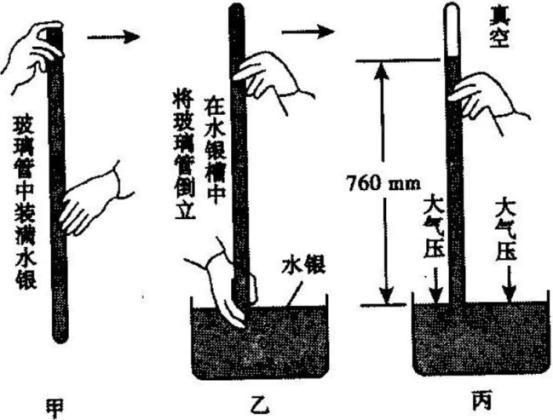 玻璃管中装满水银
甲
将玻璃管倒立
在水银槽中
水银
乙
真空
760 mm
大气压
大气压
丙